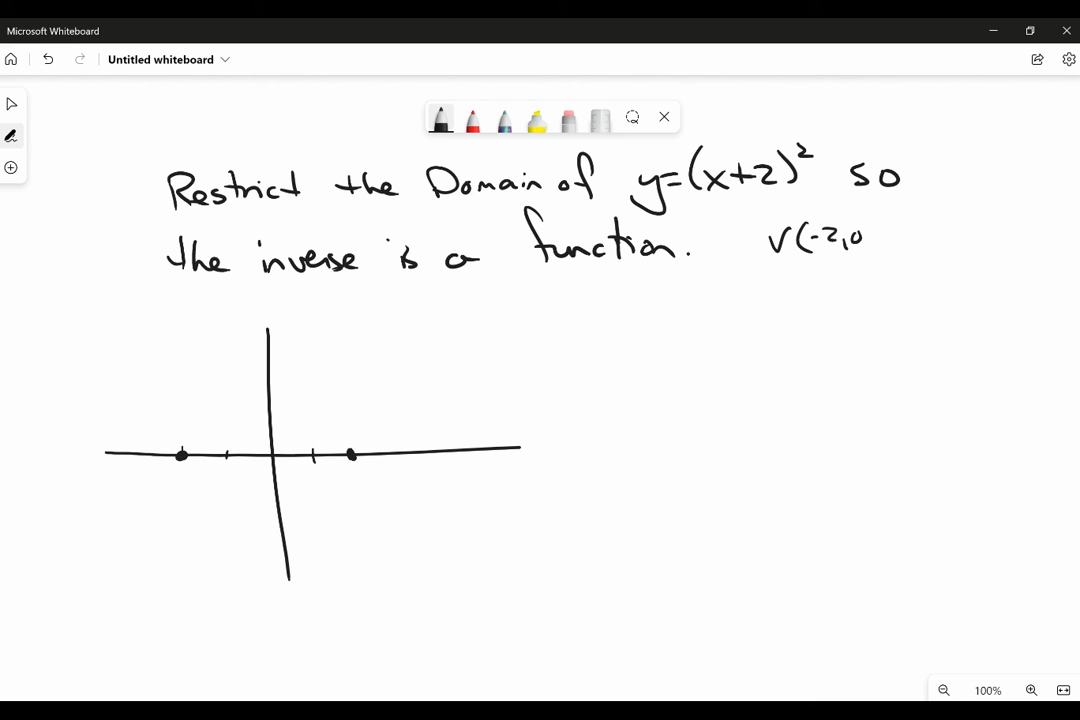 Microsoft Whiteboard
Untitled whiteboard
Restrict the Domain of y=(x+2)² so
the inverse is a function. V(-2,0
100%